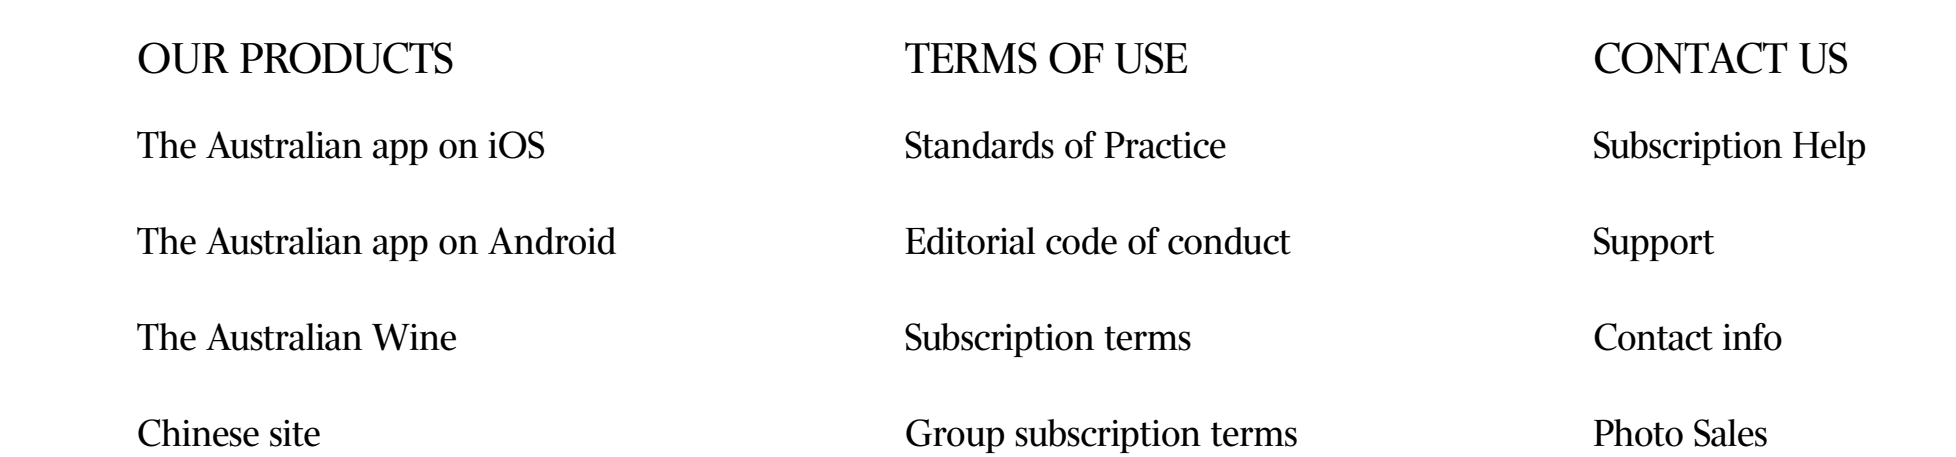 OUR PRODUCTS
The Australian app on iOS
The Australian app on Android
The Australian Wine
Chinese site
TERMS OF USE
Standards of Practice
Editorial code of conduct
Subscription terms
Group subscription terms
CONTACT US
Subscription Help
Support
Contact info
Photo Sales